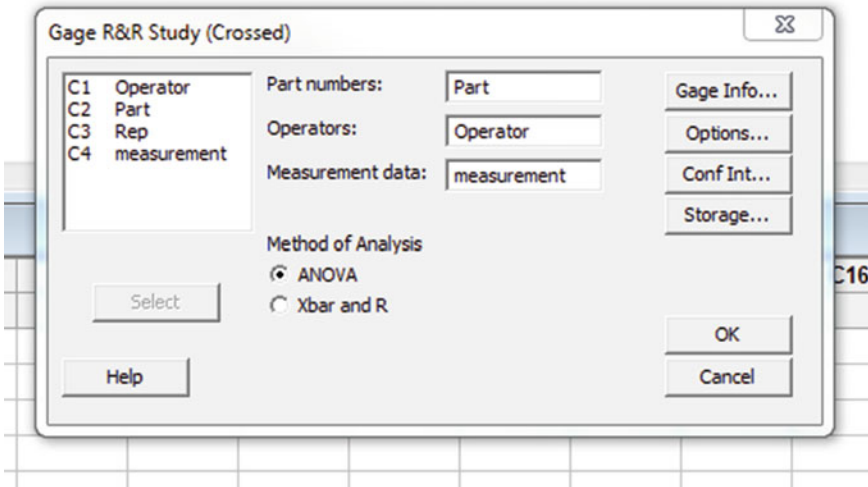 Gage R&R Study (Crossed)
C1 Operator
C2 Part
C3 Rep
C4 measurement
Part numbers: Part
Operators: Operator
Measurement data: measurement
Method of Analysis
ANOVA
Xbar and R
Select
Help
Gage Info...
Options...
Conf Int...
Storage...
OK
Cancel
C16